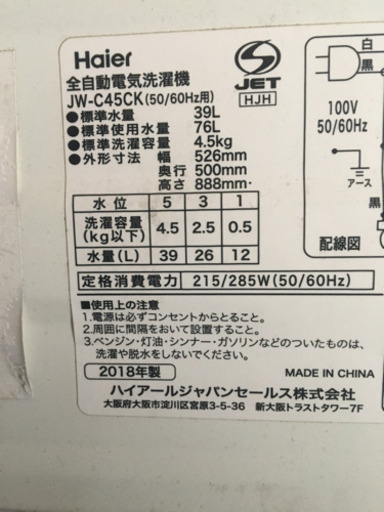 Haier
全自動電気洗濯機
JW-C45CK(50/60Hz用)
●標準水量 39L
●標準使用水量 76L
●標準洗濯容量 4.5kg
●外形寸法 幅 526mm
奥行 500mm
高さ 888mm
S
JET
HJH
白
黒
100V
50/60Hz
アース
黒
配線図
水位 5 3 1
洗濯容量(kg以下) 4.5 2.5 0.5
水量(L) 39 26 12
定格消費電力 215/285W(50/60Hz)
■使用上の注意
1.電源は必ずコンセントからとること。
2.周囲に間隔をおいて設置すること。
3.ベンジン・灯油・シンナー・ガソリンなどのついたものは、
洗濯や脱水をしないでください。
2018年製
MADE IN CHINA
ハイアールジャパンセールス株式会社
大阪府大阪市淀川区宮原3-5-36 新大阪トラストタワー7F